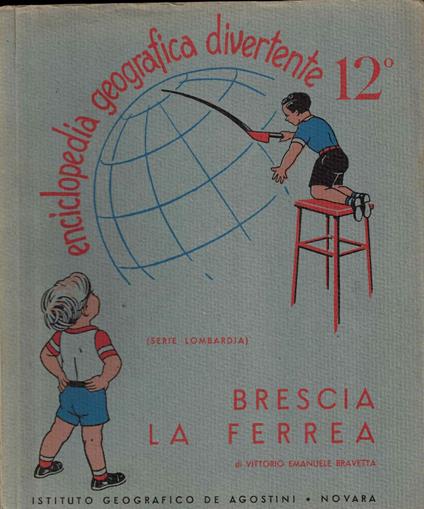 enciclopedia geografica divertente
12°
(SERIE LOMBARDIA)
BRESCIA
LA FERREA
di VITTORIO EMANUELE BRAVETTA
ISTITUTO GEOGRAFICO DE AGOSTINI • NOVARA